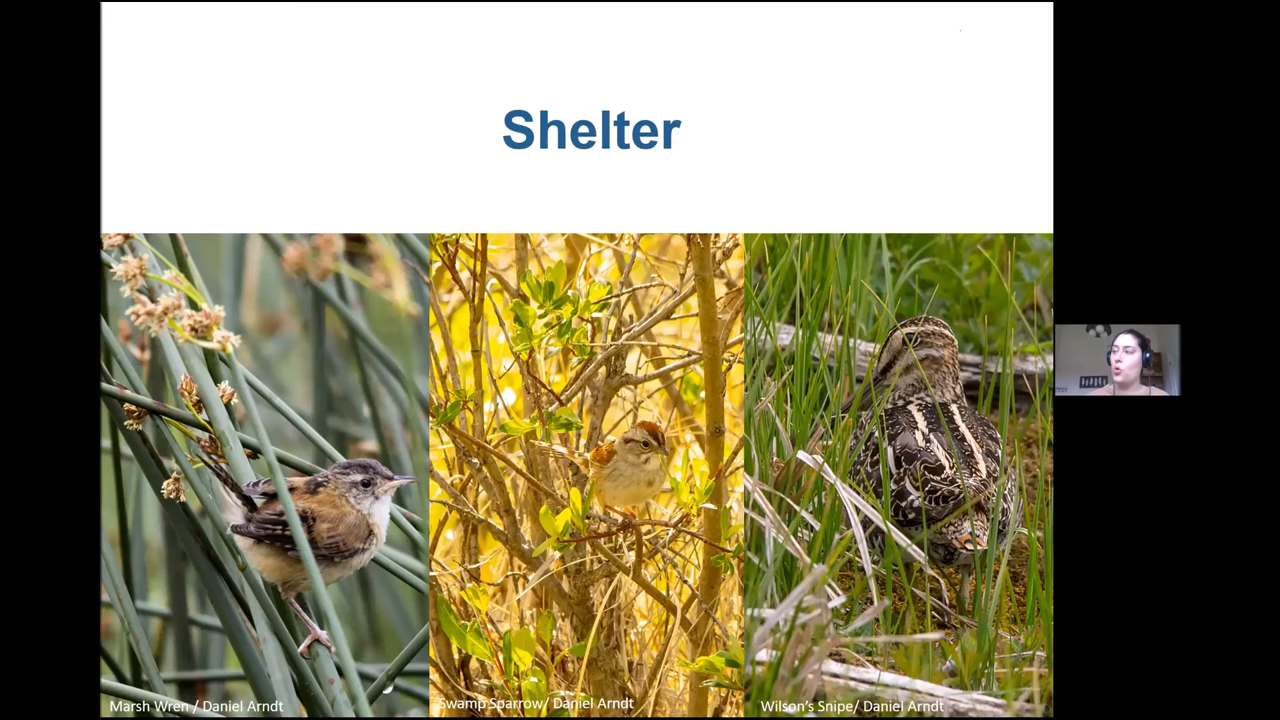 Shelter
Marsh Wren / Daniel Arndt
Swamp Sparrow/ Daniel Arndt
Wilson's Snipe/ Daniel Arndt